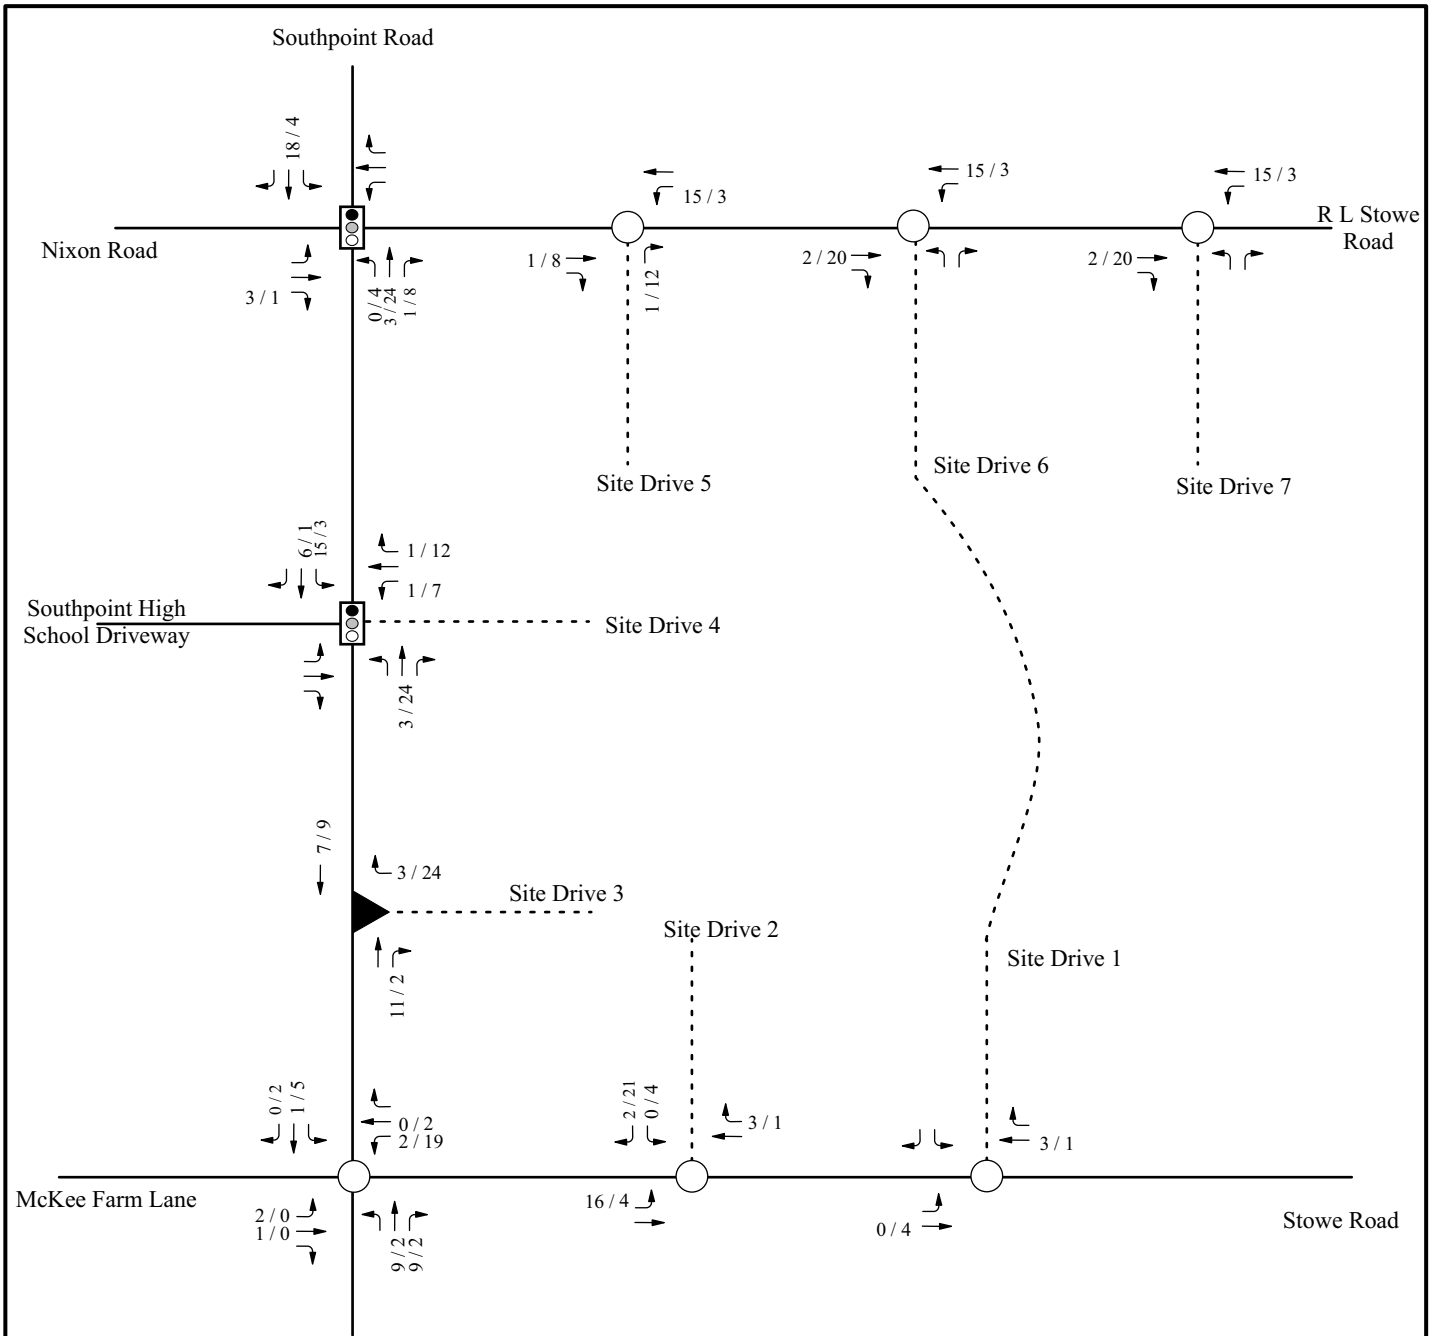 Southpoint Road
18 / 4
15 / 3
15 / 3
15 / 3
R L Stowe
Road
Nixon Road
1 / 8
2 / 20
2 / 20
3 / 1
0 / 4
3 / 24
1 / 8
1 / 12
Site Drive 5
Site Drive 6
Site Drive 7
6 / 1
15 / 3
1 / 12
1 / 7
Southpoint High
School Driveway
Site Drive 4
3 / 24
7 / 9
3 / 24
Site Drive 3
Site Drive 2
Site Drive 1
11 / 2
0 / 2
1 / 5
0 / 2
2 / 19
2 / 21
0 / 4
3 / 1
3 / 1
McKee Farm Lane
2 / 0
1 / 0
9 / 2
9 / 2
16 / 4
0 / 4
Stowe Road